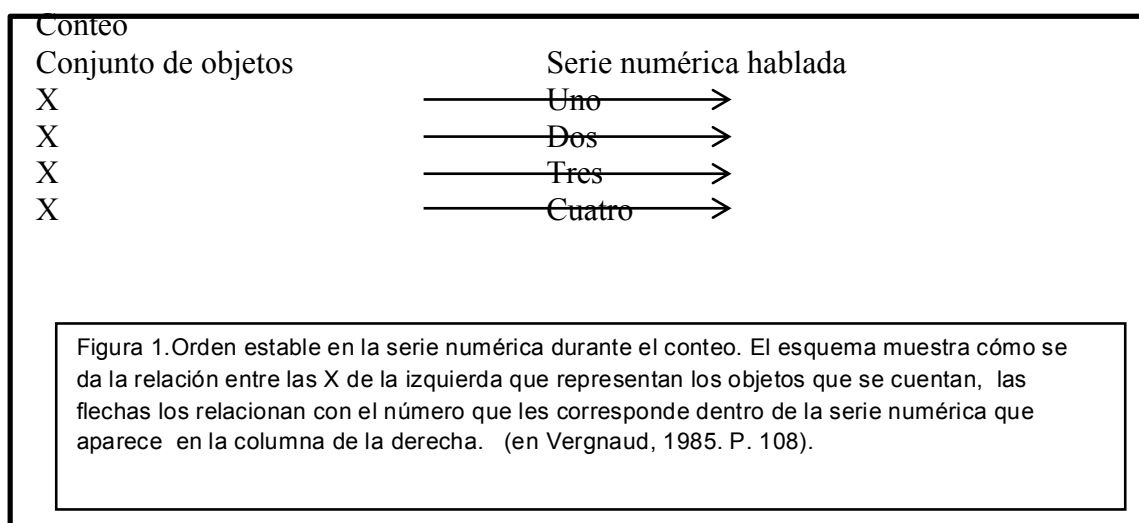 Conteo
Conjunto de objetos Serie numérica hablada
X Uno
X Dos
X Tres
X Cuatro
Figura 1.Orden estable en la serie numérica durante el conteo. El esquema muestra cómo se
da la relación entre las X de la izquierda que representan los objetos que se cuentan, las
flechas los relacionan con el número que les corresponde dentro de la serie numérica que
aparece en la columna de la derecha. (en Vergnaud, 1985. P. 108).